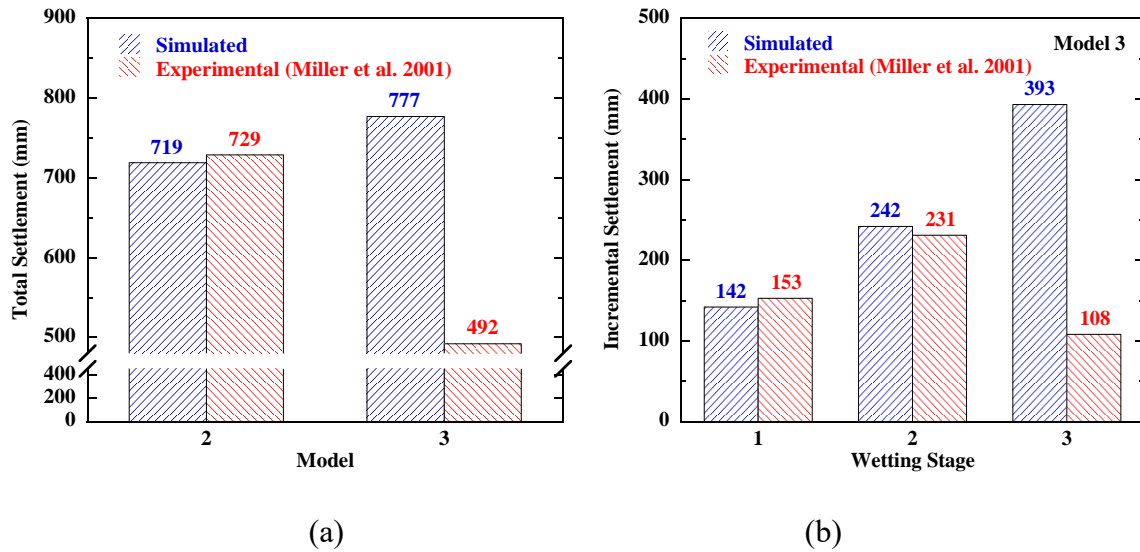 900
800
700
600
500
400
200
0
Total Settlement (mm)
Simulated
Experimental (Miller et al. 2001)
719
729
777
492
2
3
Model
(a)
500
400
300
200
100
0
Incremental Settlement (mm)
Simulated
Model 3
Experimental (Miller et al. 2001)
142
153
242
231
393
108
1
2
3
Wetting Stage
(b)